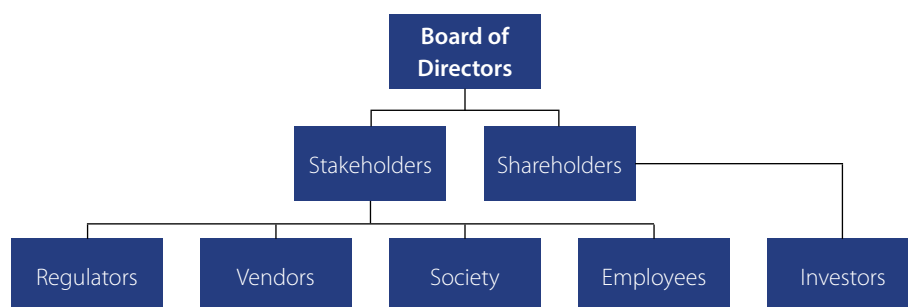 Board of
Directors
Stakeholders
Shareholders
Regulators
Vendors
Society
Employees
Investors